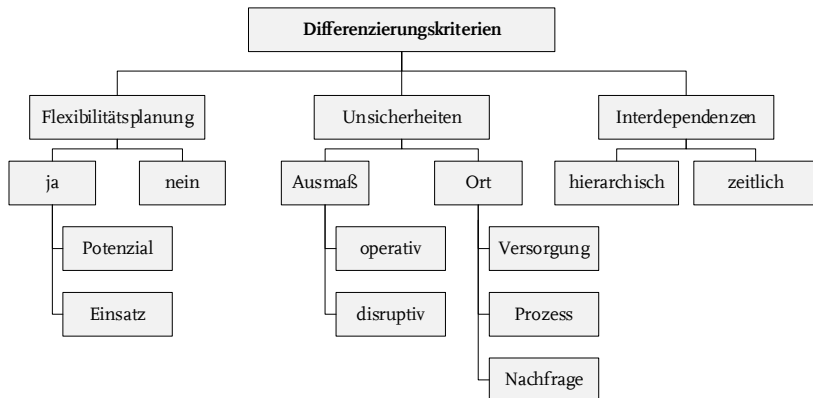 Differenzierungskriterien
Flexibilitätsplanung
Unsicherheiten
Interdependenzen
ja
nein
Ausmaß
Ort
hierarchisch
zeitlich
Potenzial
operativ
Versorgung
Einsatz
disruptiv
Prozess
Nachfrage